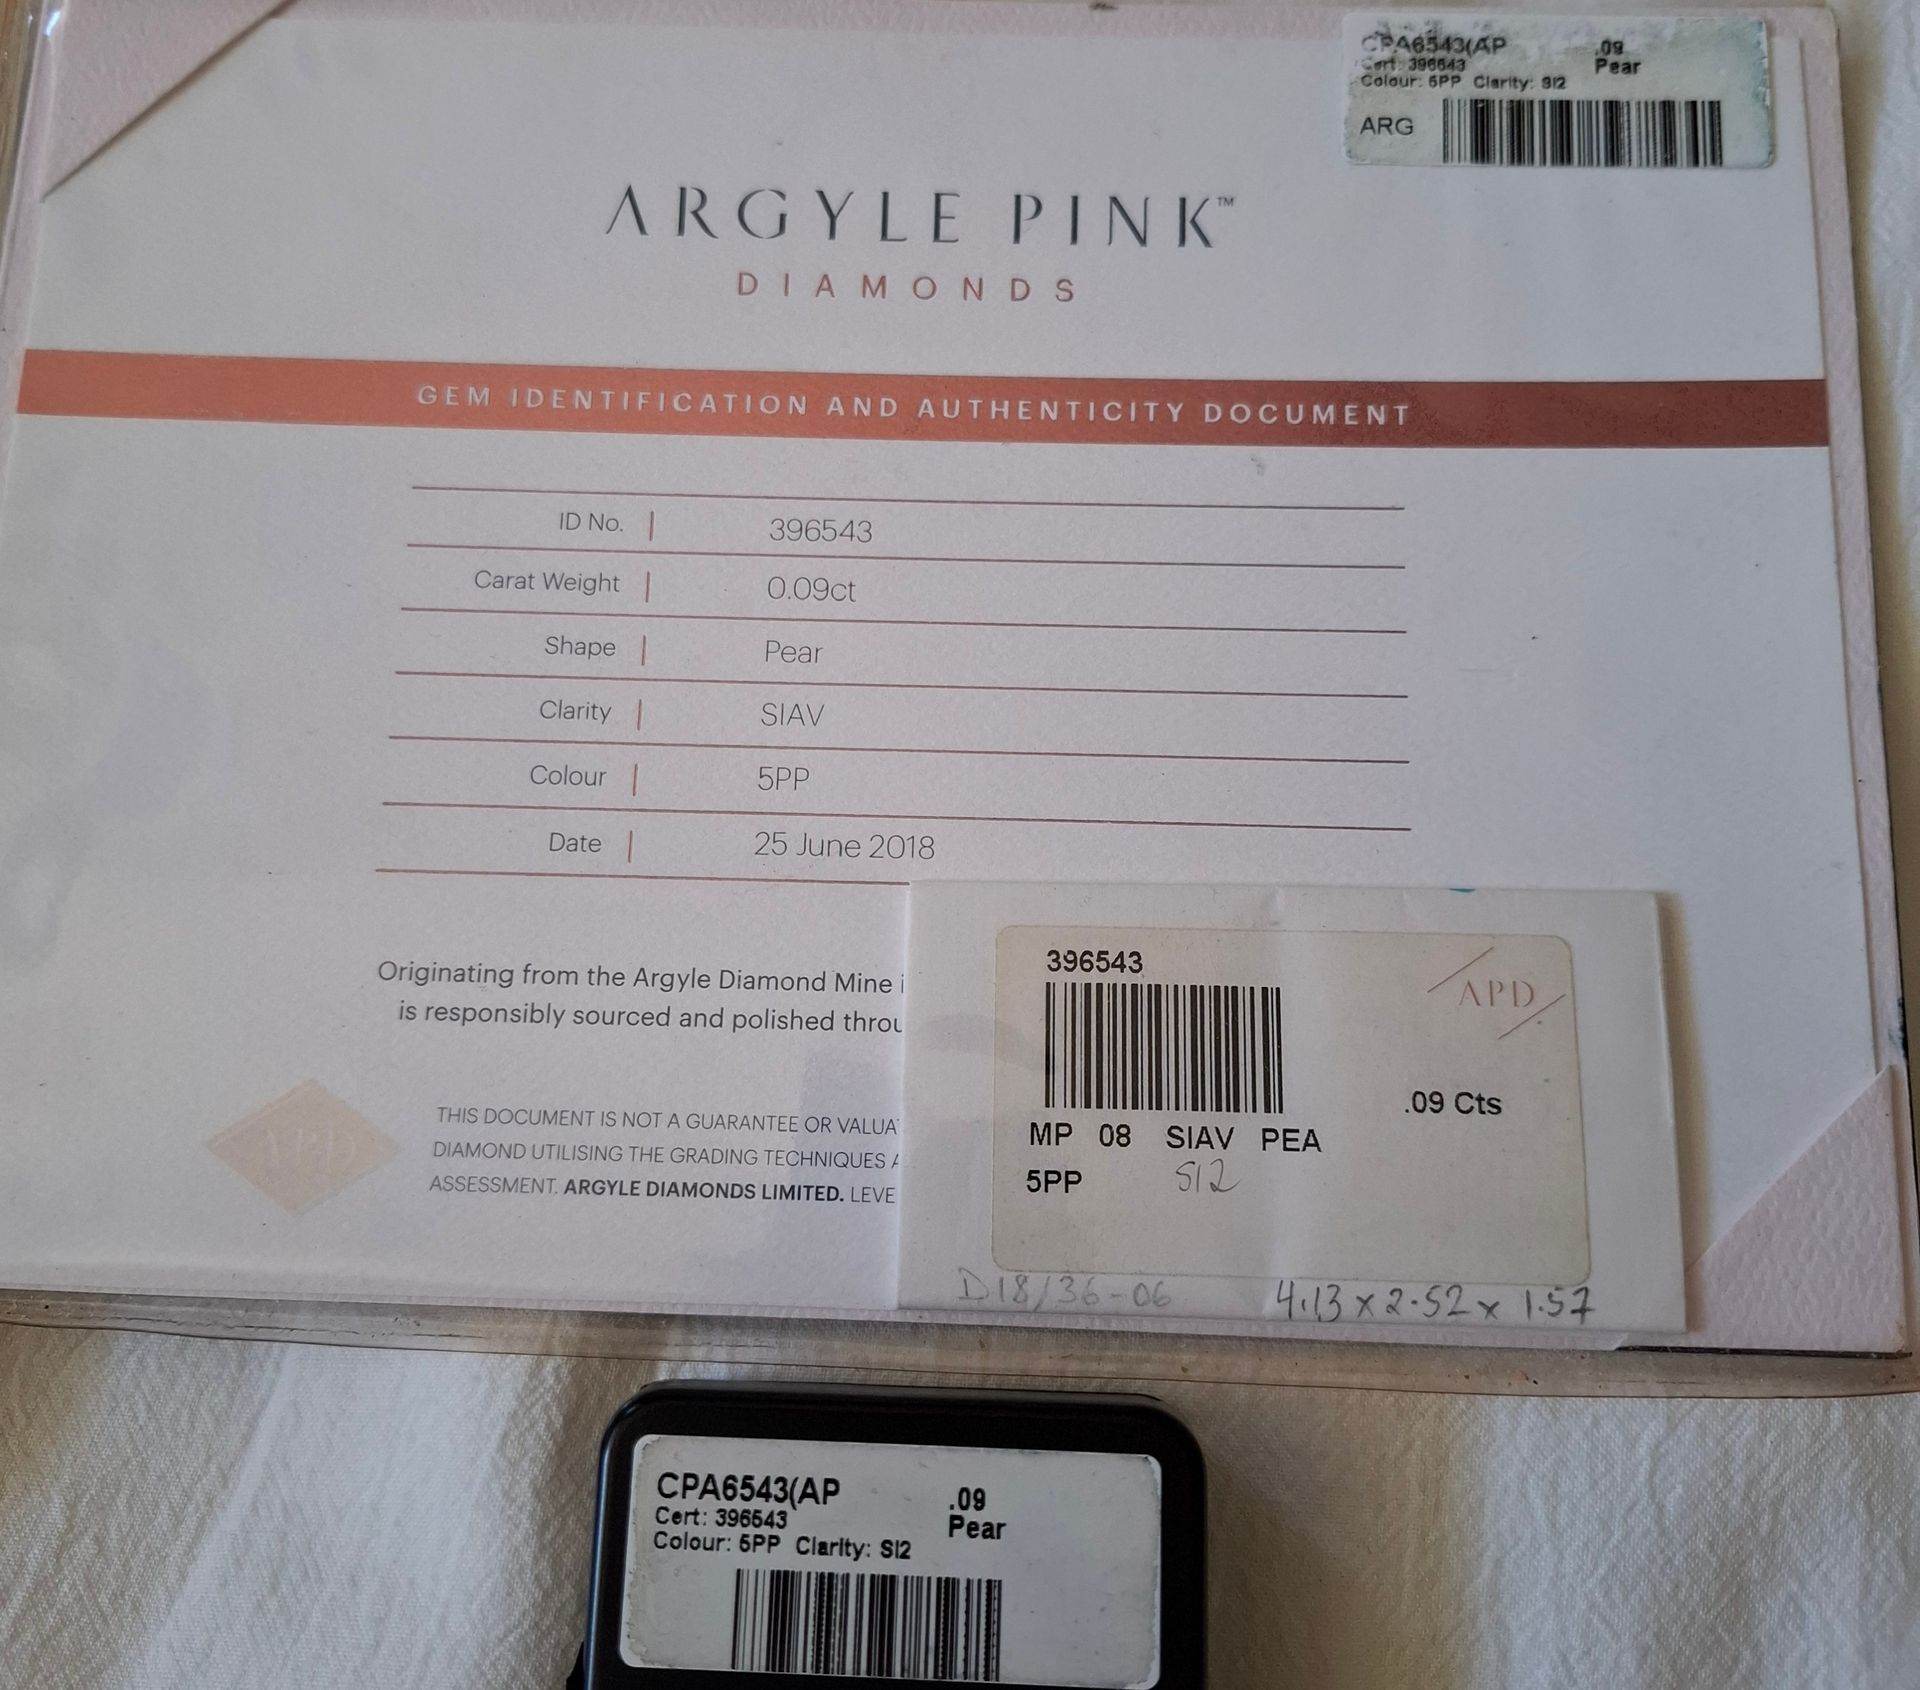 CPA6543(AP .09
Cert: 396543 Pear
Colour: 5PP Clarity: SI2
ARG
ARGYLE PINK™
DIAMONDS
GEM IDENTIFICATION AND AUTHENTICITY DOCUMENT
ID No. | 396543
Carat Weight | 0.09ct
Shape | Pear
Clarity | SIAV
Colour | 5PP
Date | 25 June 2018
Originating from the Argyle Diamond Mine
is responsibly sourced and polished
APD
THIS DOCUMENT IS NOT A GUARANTEE OR
DIAMOND UTILISING THE GRADING TECHNIQUES
ASSESSMENT. ARGYLE DIAMONDS LIMITED.
396543
APD
.09 Cts
MP 08 SIAV PEA
5PP SI2
D18/36-06 4.13 x 2.52 x 1.57
CPA6543(AP .09
Cert: 396543 Pear
Colour: 5PP Clarity: SI2